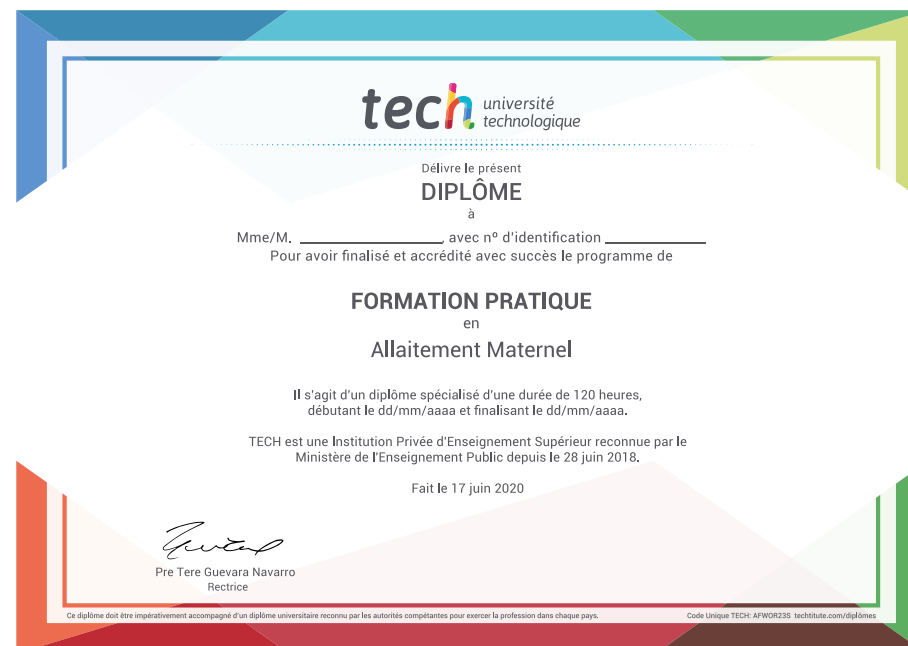 tech université
technologique
Délivre le présent
DIPLÔME
à
Mme/M. ____________, avec nº d'identification ____________
Pour avoir finalisé et accrédité avec succès le programme de
FORMATION PRATIQUE
en
Allaitement Maternel
Il s'agit d'un diplôme spécialisé d'une durée de 120 heures,
débutant le dd/mm/aaaa et finalisant le dd/mm/aaaa.
TECH est une Institution Privée d'Enseignement Supérieur reconnue par le
Ministère de l'Enseignement Public depuis le 28 juin 2018.
Fait le 17 juin 2020
Pre Tere Guevara Navarro
Rectrice
Ce diplôme doit être impérativement accompagné d'un diplôme universitaire reconnu par les autorités compétantes pour exercer la profession dans chaque pays.
Code Unique TECH: AFWOR23S techtitute.com/diplômes